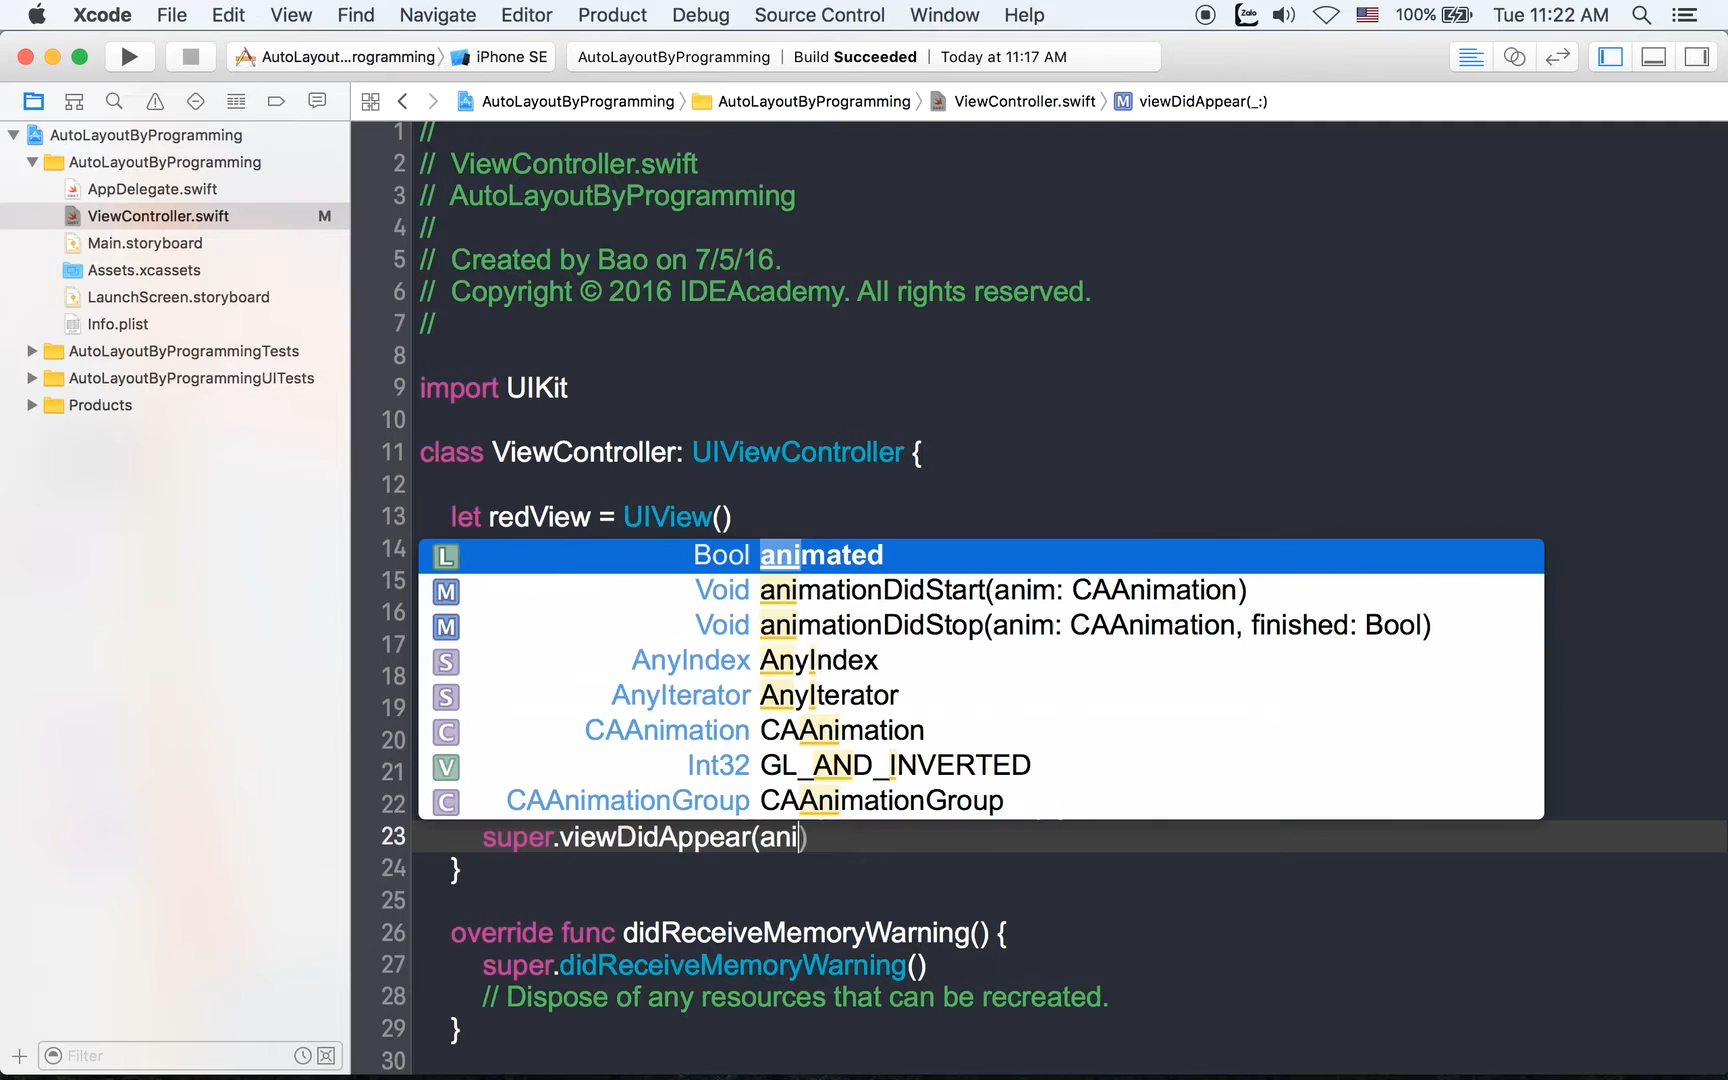 Xcode File Edit View Find Navigate Editor Product Debug Source Control Window Help Zalo 100% Tue 11:22 AM
AutoLayout...rogramming iPhone SE AutoLayoutByProgramming | Build Succeeded | Today at 11:17 AM
AutoLayoutByProgramming AutoLayoutByProgramming ViewController.swift M viewDidAppear(_:)
AutoLayoutByProgramming
AutoLayoutByProgramming
AppDelegate.swift
ViewController.swift M
Main.storyboard
Assets.xcassets
LaunchScreen.storyboard
Info.plist
AutoLayoutByProgrammingTests
AutoLayoutByProgrammingUITests
Products
Filter
1 //
2 // ViewController.swift
3 // AutoLayoutByProgramming
4 //
5 // Created by Bao on 7/5/16.
6 // Copyright © 2016 IDEAcademy. All rights reserved.
7 //
8
9 import UIKit
10
11 class ViewController: UIViewController {
12
13 let redView = UIView()
14
15
16
17
18
19
20
21
22
L Bool animated
M Void animationDidStart(anim: CAAnimation)
M Void animationDidStop(anim: CAAnimation, finished: Bool)
S AnyIndex AnyIndex
S AnyIterator AnyIterator
C CAAnimation CAAnimation
V Int32 GL_AND_INVERTED
C CAAnimationGroup CAAnimationGroup
23 super.viewDidAppear(ani)
24 }
25
26 override func didReceiveMemoryWarning() {
27 super.didReceiveMemoryWarning()
28 // Dispose of any resources that can be recreated.
29 }
30